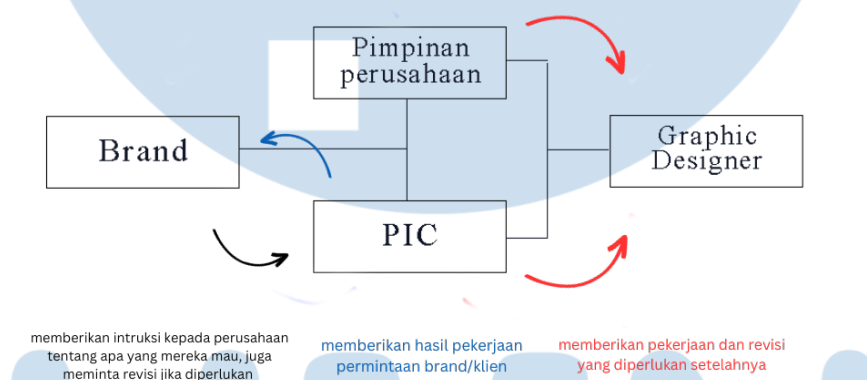 Pimpinan
perusahaan
Brand
Graphic
Designer
PIC
memberikan intruksi kepada perusahaan
tentang apa yang mereka mau, juga
meminta revisi jika diperlukan
memberikan hasil pekerjaan
permintaan brand/klien
memberikan pekerjaan dan revisi
yang diperlukan setelahnya